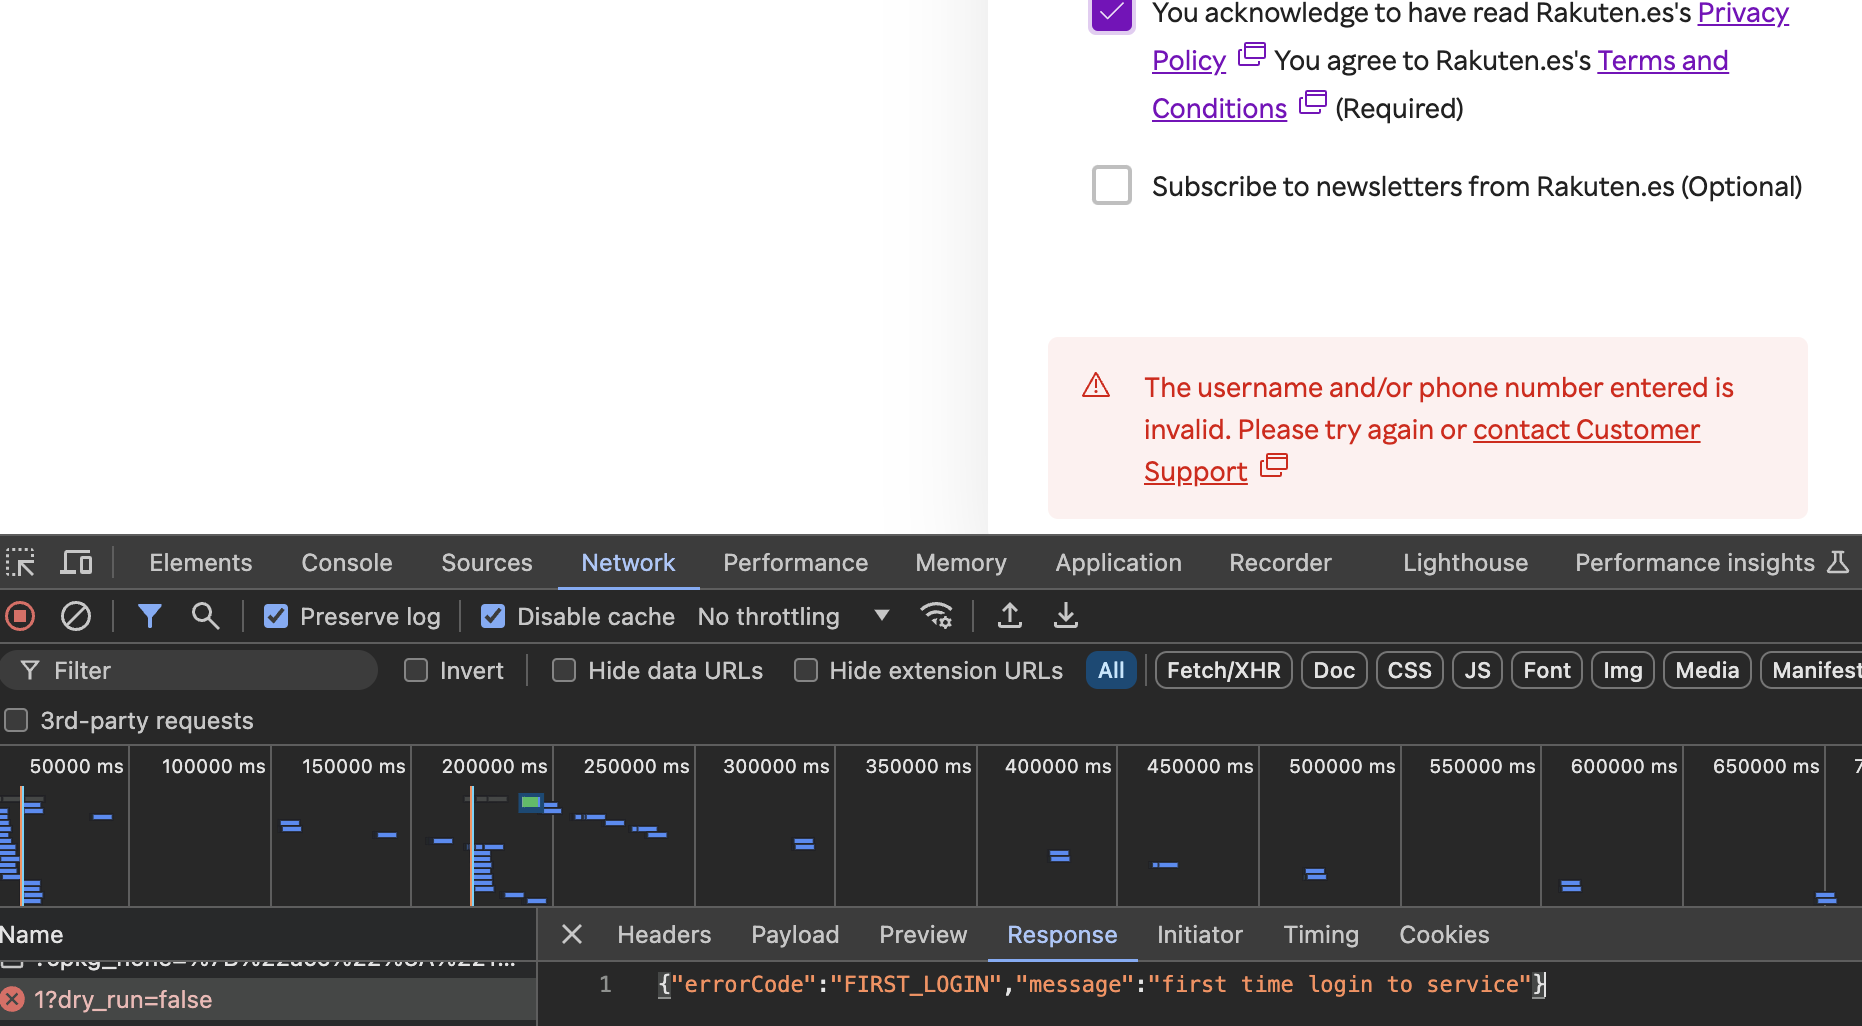 You acknowledge to have read Rakuten.es's Privacy
Policy You agree to Rakuten.es's Terms and
Conditions (Required)
Subscribe to newsletters from Rakuten.es (Optional)
The username and/or phone number entered is
invalid. Please try again or contact Customer
Support
Elements Console Sources Network Performance Memory Application Recorder Lighthouse Performance insights
Preserve log Disable cache No throttling
Filter Invert Hide data URLs Hide extension URLs All Fetch/XHR Doc CSS JS Font Img Media Manifest
3rd-party requests
50000 ms 100000 ms 150000 ms 200000 ms 250000 ms 300000 ms 350000 ms 400000 ms 450000 ms 500000 ms 550000 ms 600000 ms 650000 ms 7
Name Headers Payload Preview Response Initiator Timing Cookies
1 {"errorCode":"FIRST_LOGIN","message":"first time login to service"}
1?dry_run=false